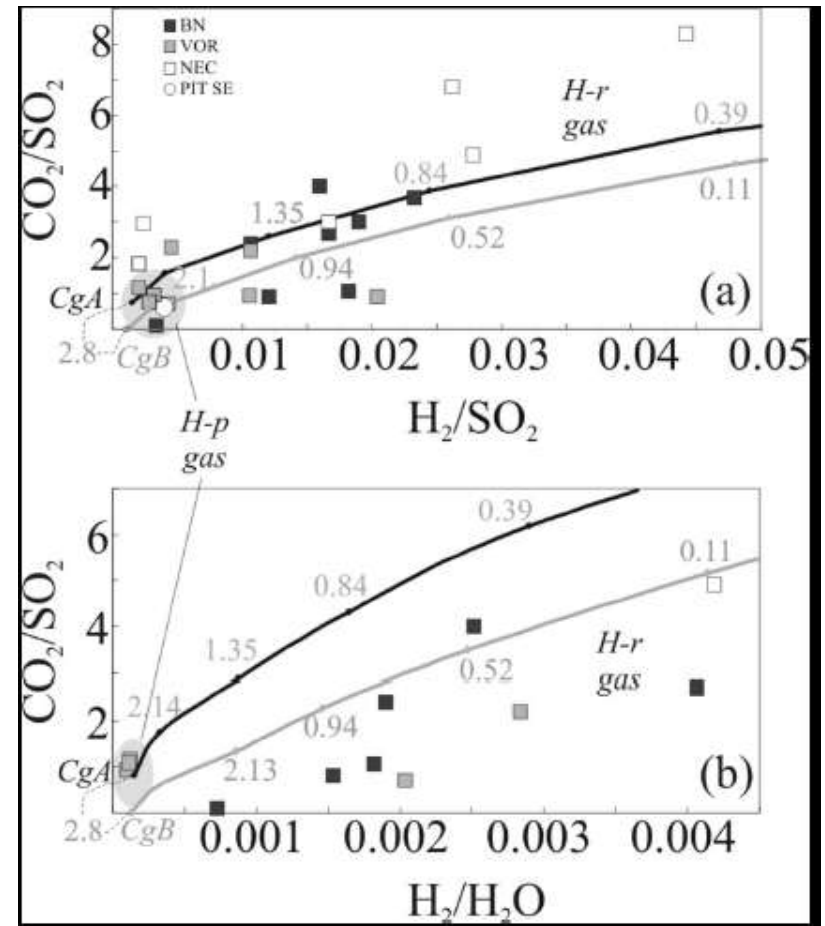 8
6
4
2
CO₂/SO₂
BN
VOR
NEC
PIT SE
H-r
gas
0.39
0.84
1.35
2.1
0.11
0.52
0.94
(a)
CgA
2.8
CgB
0.01
0.02
0.03
0.04
0.05
H₂/SO₂
H-p
gas
6
4
2
CO₂/SO₂
0.39
0.84
1.35
2.14
0.11
0.52
0.94
2.13
H-r
gas
(b)
CgA
2.8
CgB
0.001
0.002
0.003
0.004
H₂/H₂O